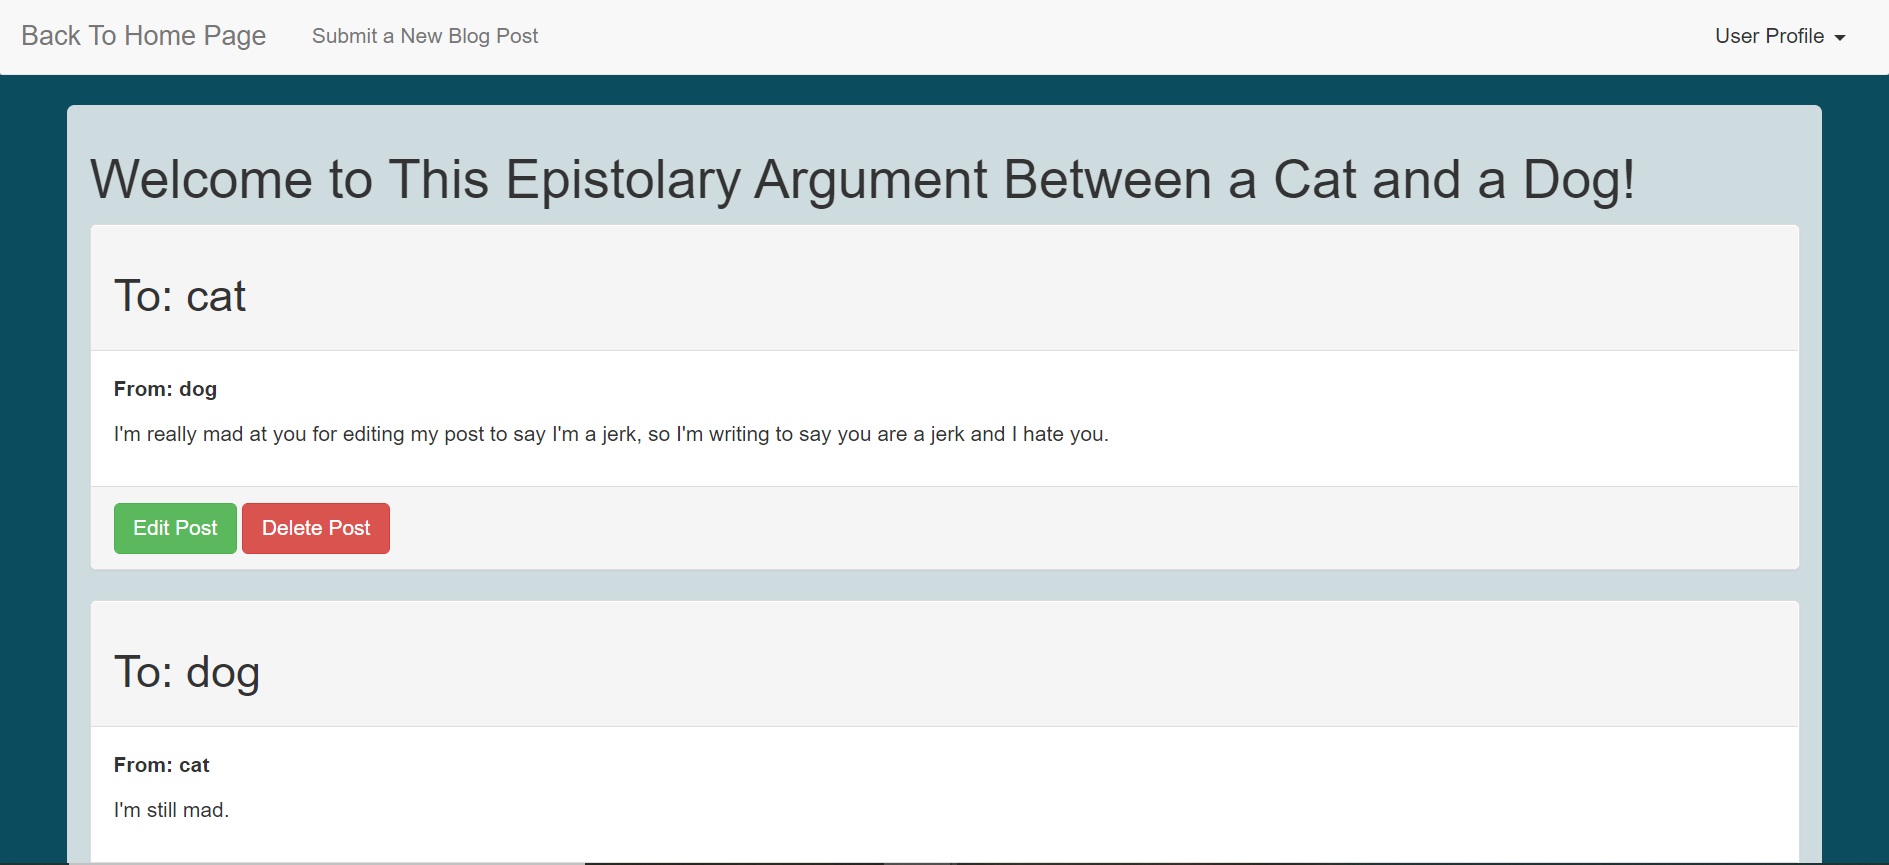 Back To Home Page Submit a New Blog Post User Profile
Welcome to This Epistolary Argument Between a Cat and a Dog!
To: cat
From: dog
I'm really mad at you for editing my post to say I'm a jerk, so I'm writing to say you are a jerk and I hate you.
Edit Post Delete Post
To: dog
From: cat
I'm still mad.